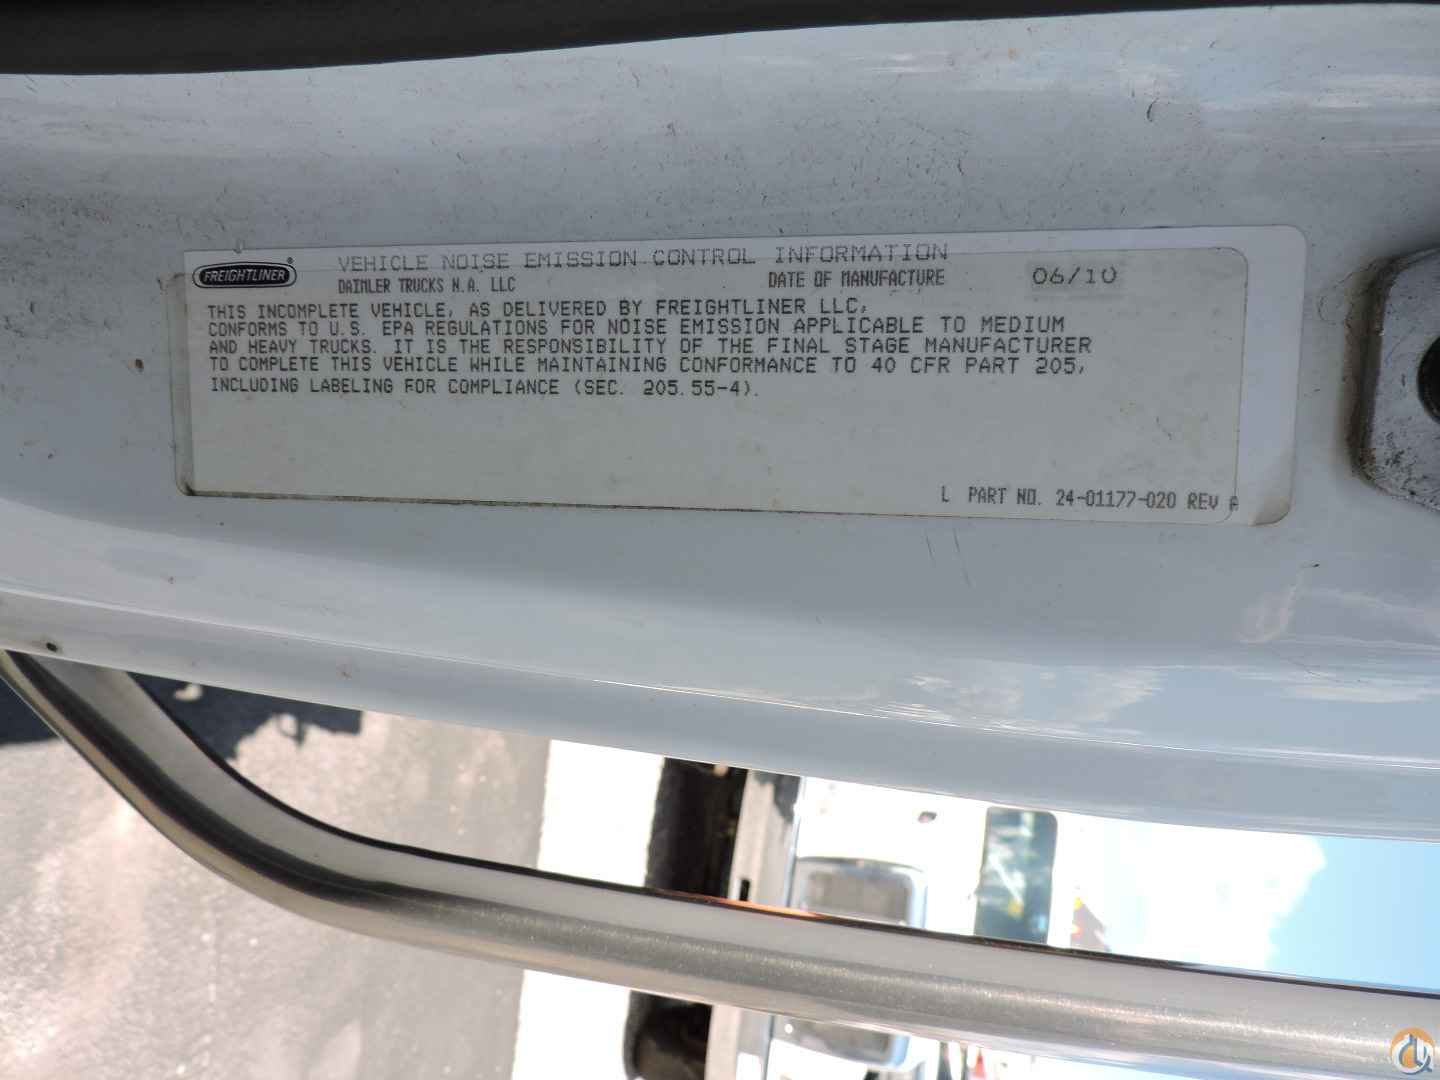 FREIGHTLINER®
VEHICLE NOISE EMISSION CONTROL INFORMATION
DAIMLER TRUCKS N.A. LLC DATE OF MANUFACTURE 06/10
THIS INCOMPLETE VEHICLE, AS DELIVERED BY FREIGHTLINER LLC,
CONFORMS TO U.S. EPA REGULATIONS FOR NOISE EMISSION APPLICABLE TO MEDIUM
AND HEAVY TRUCKS. IT IS THE RESPONSIBILITY OF THE FINAL STAGE MANUFACTURER
TO COMPLETE THIS VEHICLE WHILE MAINTAINING CONFORMANCE TO 40 CFR PART 205,
INCLUDING LABELING FOR COMPLIANCE (SEC. 205.55-4).
L PART NO. 24-01177-020 REV A